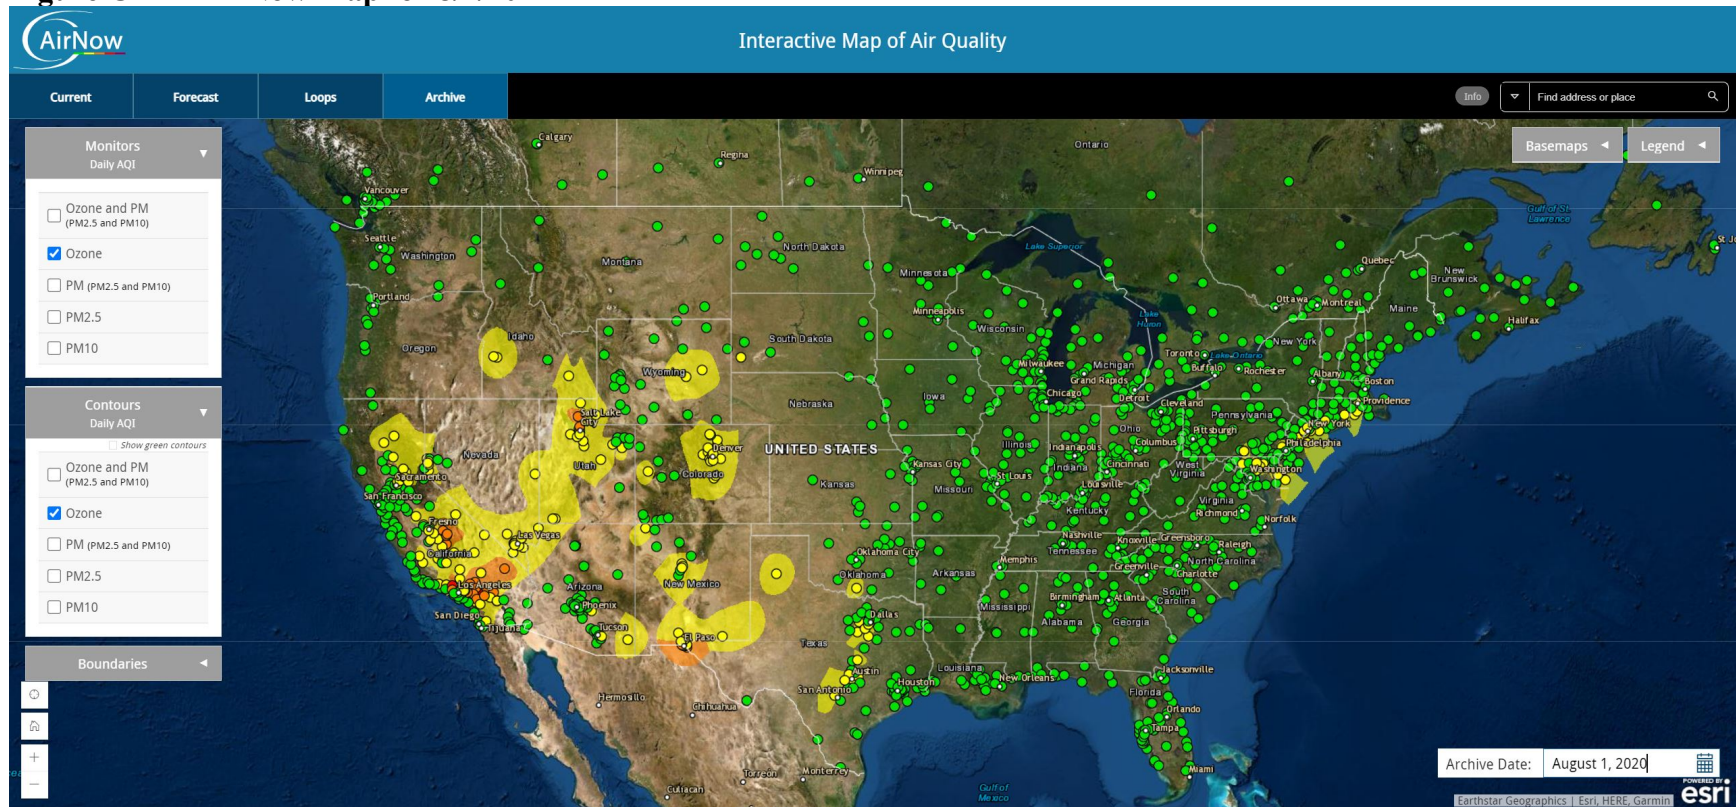 AirNow
Interactive Map of Air Quality
Current
Forecast
Loops
Archive
Info
Find address or place
Monitors
Daily AQI
Ozone and PM
(PM2.5 and PM10)
Ozone
PM (PM2.5 and PM10)
PM2.5
PM10
Contours
Daily AQI
Show green contours
Ozone and PM
(PM2.5 and PM10)
Ozone
PM (PM2.5 and PM10)
PM2.5
PM10
Boundaries
Basemaps
Legend
Calgary
Regina
Winnipeg
Ontario
Vancouver
Gulf of St.
Lawrence
Seattle
Washington
Montana
North Dakota
Lake Superior
Quebec
New
Brunswick
Minnesota
Portland
Ottawa
Montreal
Maine
Halifax
Minneapolis
Wisconsin
Lake
Huron
Idaho
Oregon
South Dakota
New York
Toronto
Lake Ontario
Wyoming
Milwaukee
Michigan
Grand Rapids
Buffalo
Rochester
Albany
Boston
Providence
Nebraska
Iowa
Chicago
Detroit
Cleveland
Salt Lake
City
Pennsylvania
New York
Nevada
Utah
Denver
Colorado
UNITED STATES
Illinois
Indianapolis
Indiana
Ohio
Columbus
Pittsburgh
Philadelphia
Cincinnati
West
Virginia
Washington
Sacramento
San Francisco
Kansas
Kansas City
Missouri
St Louis
Louisville
Kentucky
Virginia
Richmond
Norfolk
Fresno
Las Vegas
California
Oklahoma City
Oklahoma
Arkansas
Nashville
Tennessee
Knoxville
Greensboro
Raleigh
Memphis
Greenville
North Carolina
Charlotte
Los Angeles
Arizona
New Mexico
Phoenix
San Diego
Tijuana
Tucson
El Paso
Texas
Dallas
Mississippi
Birmingham
Alabama
Atlanta
Georgia
South
Carolina
Austin
San Antonio
Houston
Louisiana
New Orleans
Jacksonville
Florida
Orlando
Tampa
Miami
Hermosillo
Chihuahua
Torreon
Monterrey
Culiacan
Gulf of
Mexico
Archive Date: August 1, 2020
POWERED BY
esri
Earthstar Geographics | Esri, HERE, Garmin